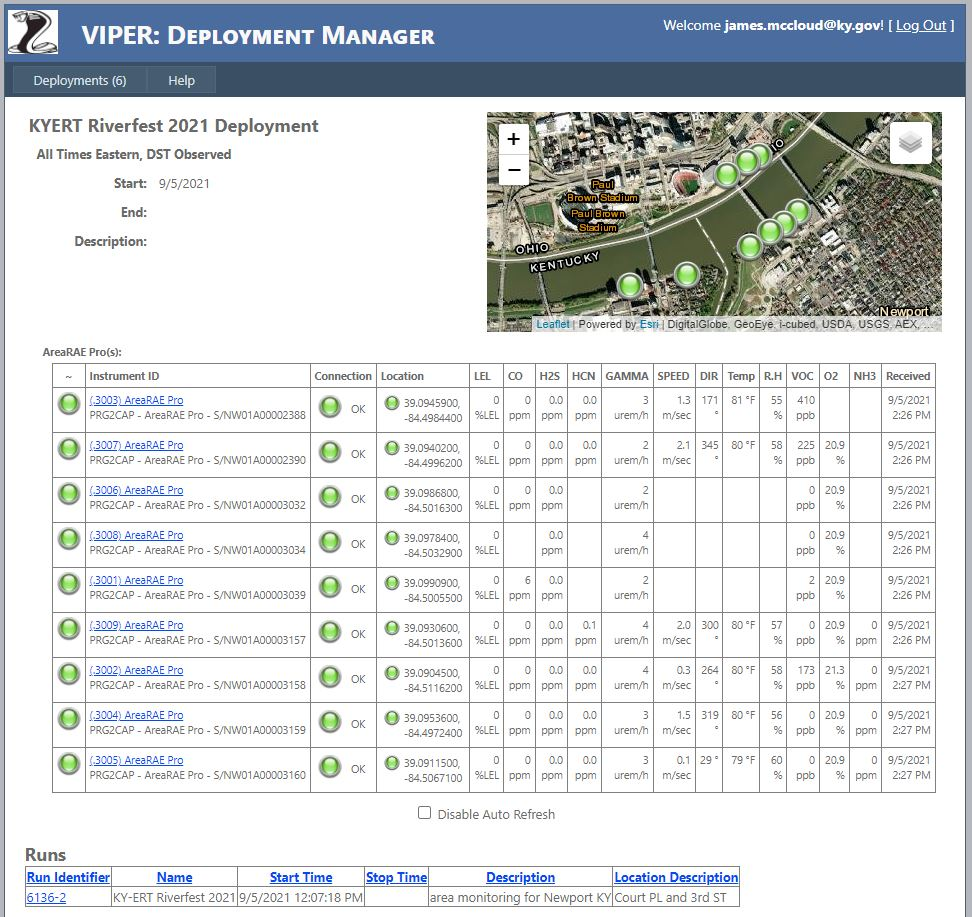 VIPER: DEPLOYMENT MANAGER
Welcome james.mccloud@ky.gov! [ Log Out ]
Deployments (6) Help
KYERT Riverfest 2021 Deployment
All Times Eastern, DST Observed
Start: 9/5/2021
End:
Description:
+
−
Paul
Brown Stadium
Paul Brown
Stadium
OHIO
KENTUCKY
Newport
Leaflet | Powered by Esri | DigitalGlobe, GeoEye, i-cubed, USDA, USGS, AEX, ...
AreaRAE Pro(s):
~ Instrument ID Connection Location LEL CO H2S HCN GAMMA SPEED DIR Temp R.H VOC O2 NH3 Received
(.3003) AreaRAE Pro OK 39.0945900, 0 0 0.0 0.0 3 1.3 171 81 °F 55 410 9/5/2021
PRG2CAP - AreaRAE Pro - S/NW01A00002388 -84.4984400 %LEL ppm ppm ppm urem/h m/sec ° % ppb 2:26 PM
(.3007) AreaRAE Pro OK 39.0940200, 0 0 0.0 0.0 2 2.1 345 80 °F 58 225 20.9 9/5/2021
PRG2CAP - AreaRAE Pro - S/NW01A00002390 -84.4996200 %LEL ppm ppm ppm urem/h m/sec ° % ppb % 2:26 PM
(.3006) AreaRAE Pro OK 39.0986800, 0 0 0.0 2 0 20.9 9/5/2021
PRG2CAP - AreaRAE Pro - S/NW01A00003032 -84.5016300 %LEL ppm ppm urem/h ppb % 2:26 PM
(.3008) AreaRAE Pro OK 39.0978400, 0 0.0 4 0 20.9 9/5/2021
PRG2CAP - AreaRAE Pro - S/NW01A00003034 -84.5032900 %LEL ppm urem/h ppb % 2:26 PM
(.3001) AreaRAE Pro OK 39.0990900, 0 6 0.0 2 2 20.9 9/5/2021
PRG2CAP - AreaRAE Pro - S/NW01A00003039 -84.5005500 %LEL ppm ppm urem/h ppb % 2:26 PM
(.3009) AreaRAE Pro OK 39.0930600, 0 0 0.0 0.1 4 2.0 300 80 °F 57 0 20.9 0 9/5/2021
PRG2CAP - AreaRAE Pro - S/NW01A00003157 -84.5013600 %LEL ppm ppm ppm urem/h m/sec ° % ppb % ppm 2:26 PM
(.3002) AreaRAE Pro OK 39.0904500, 0 0 0.0 0.0 4 0.3 264 80 °F 58 173 21.3 0 9/5/2021
PRG2CAP - AreaRAE Pro - S/NW01A00003158 -84.5116200 %LEL ppm ppm ppm urem/h m/sec ° % ppb % ppm 2:27 PM
(.3004) AreaRAE Pro OK 39.0953600, 0 0 0.0 0.0 3 1.5 319 80 °F 56 0 20.9 0 9/5/2021
PRG2CAP - AreaRAE Pro - S/NW01A00003159 -84.4972400 %LEL ppm ppm ppm urem/h m/sec ° % ppb % ppm 2:27 PM
(.3005) AreaRAE Pro OK 39.0911500, 0 0 0.0 0.0 3 0.1 29 ° 79 °F 60 0 20.9 0 9/5/2021
PRG2CAP - AreaRAE Pro - S/NW01A00003160 -84.5067100 %LEL ppm ppm ppm urem/h m/sec % ppb % ppm 2:27 PM
Disable Auto Refresh
Runs
Run Identifier Name Start Time Stop Time Description Location Description
6136-2 KY-ERT Riverfest 2021 9/5/2021 12:07:18 PM area monitoring for Newport KY Court PL and 3rd ST